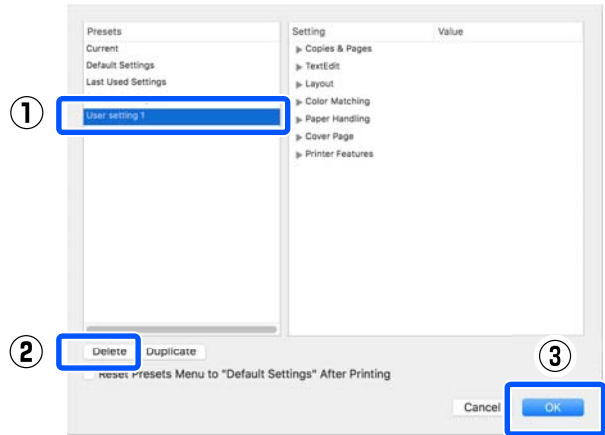 Presets
Current
Default Settings
Last Used Settings
① User setting 1
Setting Value
Copies & Pages
TextEdit
Layout
Color Matching
Paper Handling
Cover Page
Printer Features
② Delete Duplicate
Reset Presets Menu to "Default Settings" After Printing
③
Cancel OK